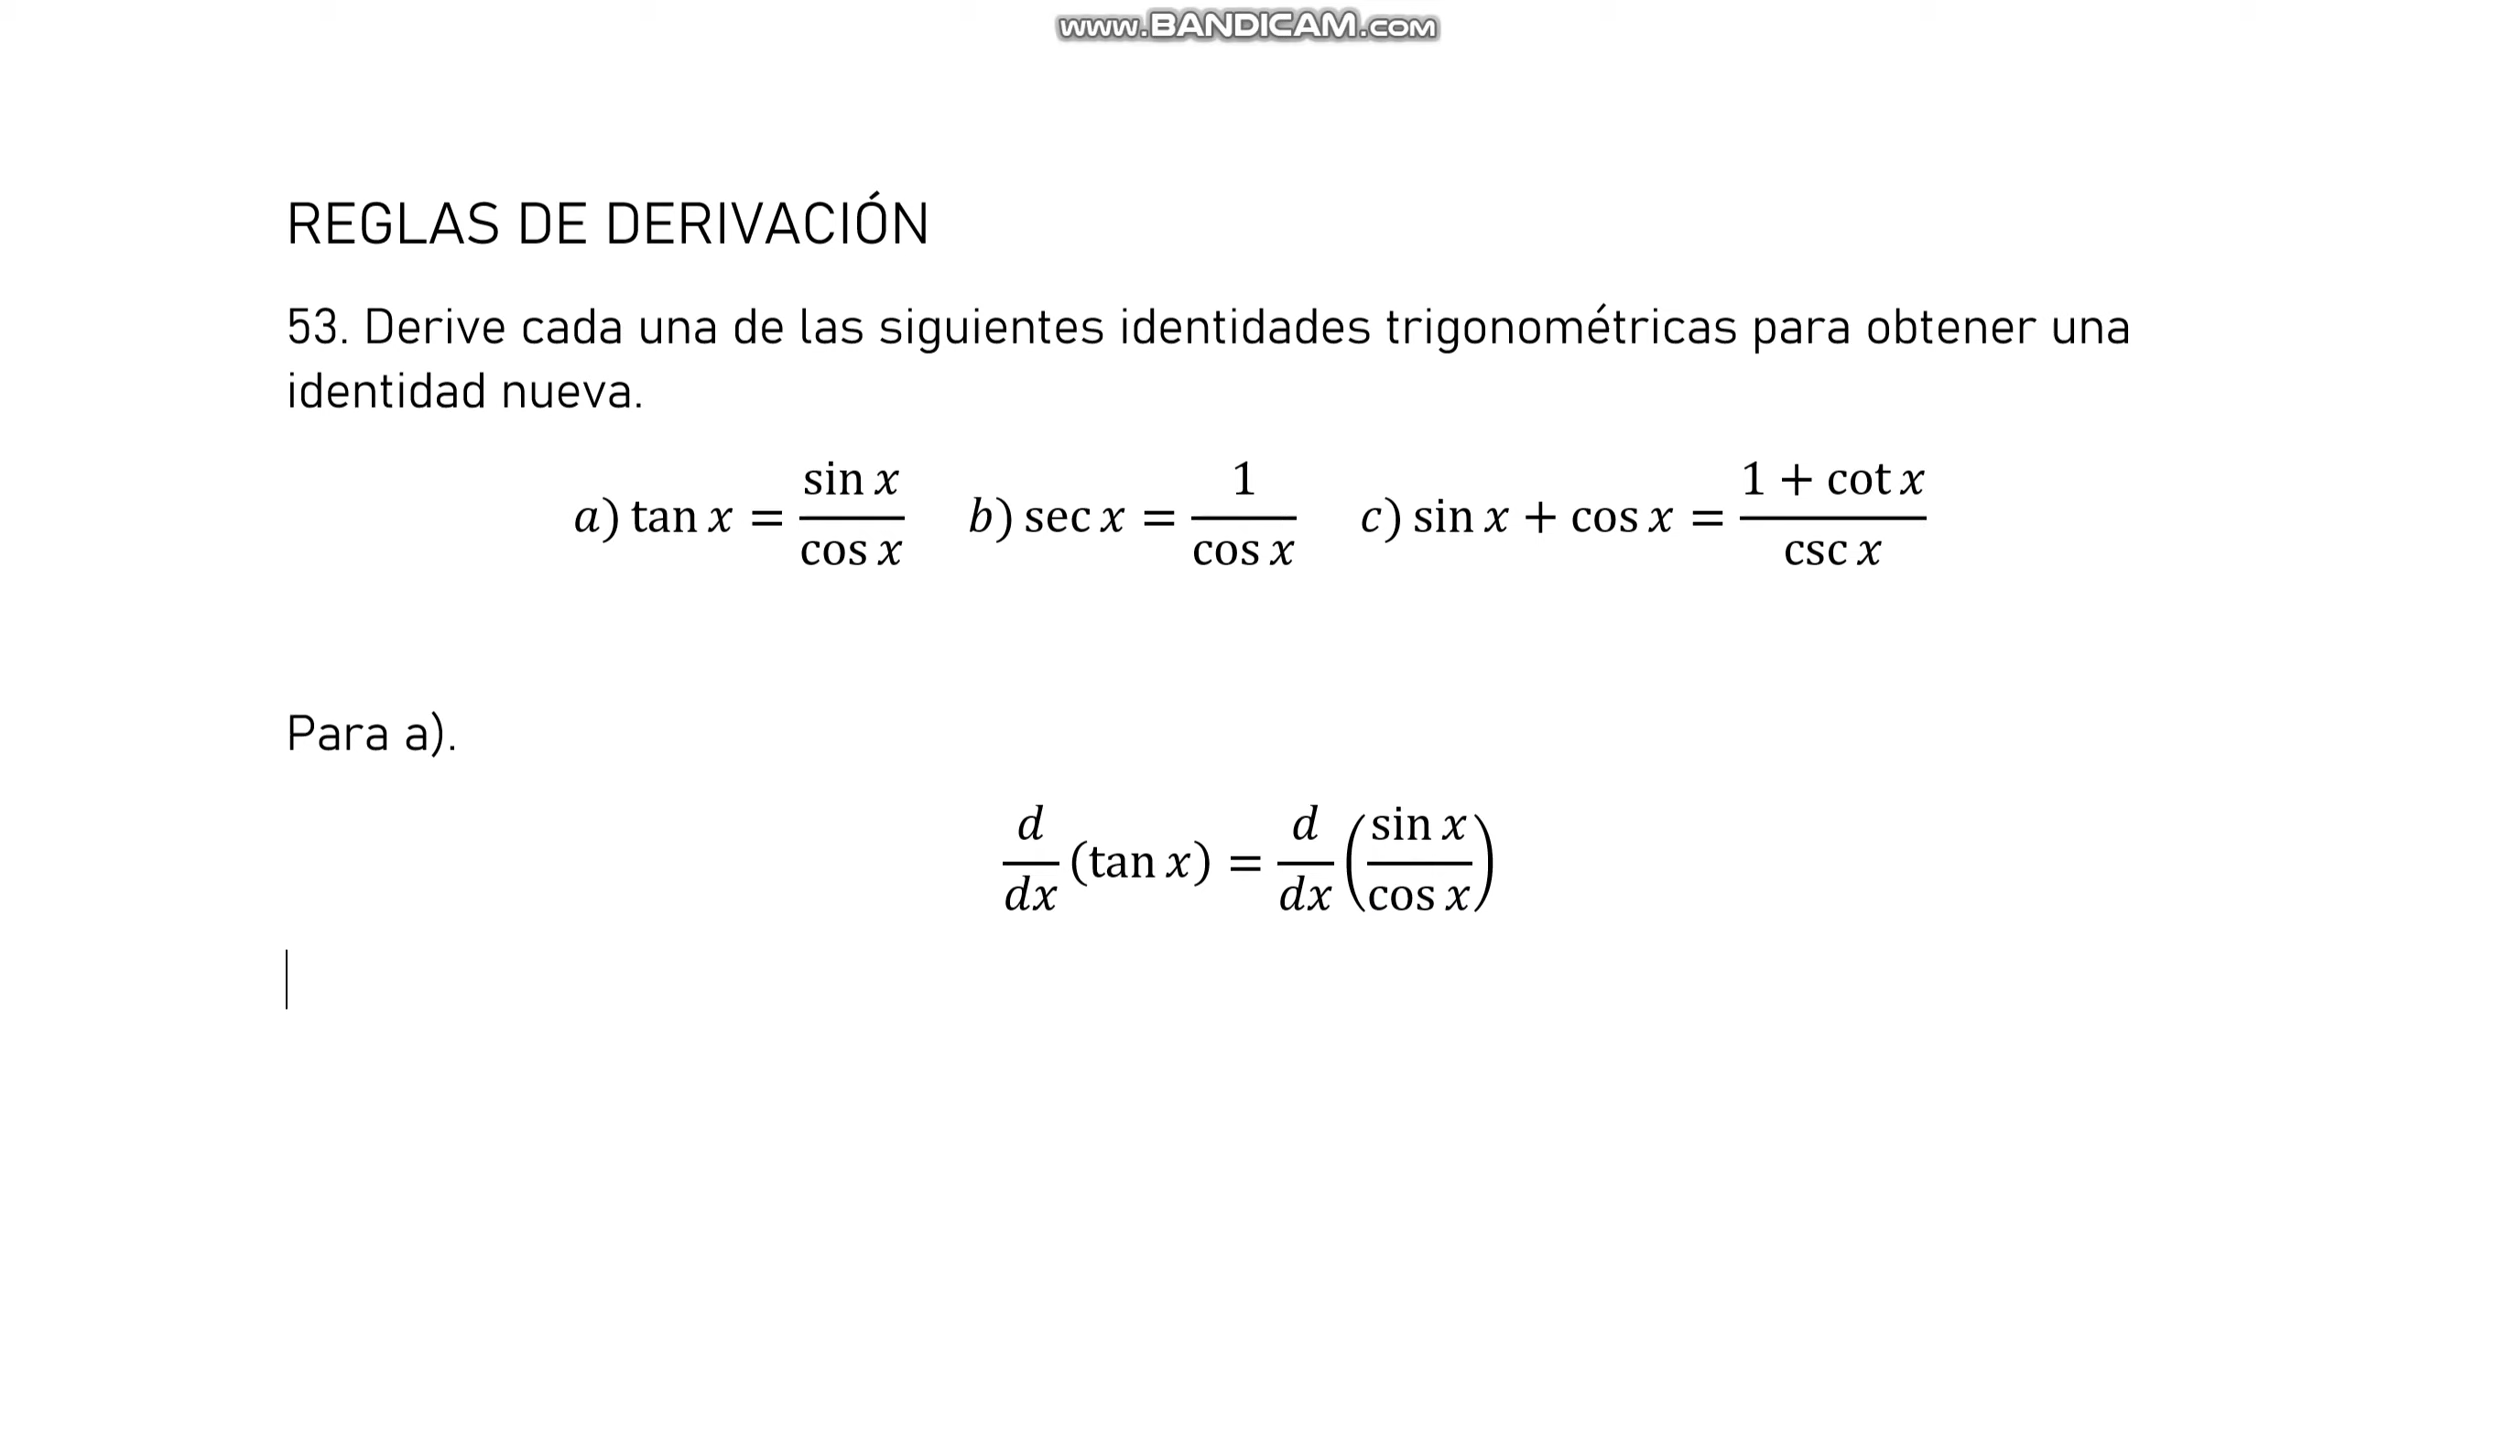 www.BANDICAM.com
REGLAS DE DERIVACIÓN
53. Derive cada una de las siguientes identidades trigonométricas para obtener una
identidad nueva.
a) tan x = sin x / cos x b) sec x = 1 / cos x c) sin x + cos x = (1 + cot x) / csc x
Para a).
d/dx (tan x) = d/dx (sin x / cos x)